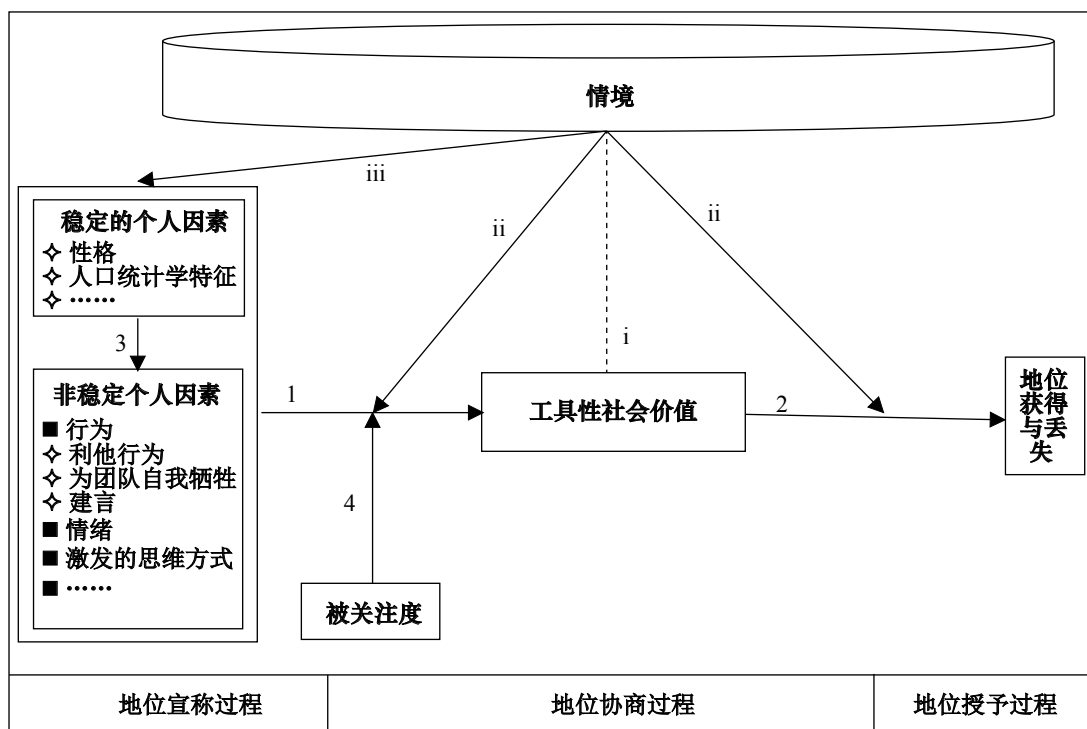 情境
iii
ii
ii
稳定的个人因素
✧ 性格
✧ 人口统计学特征
✧ ……
3
i
非稳定个人因素
■ 行为
✧ 利他行为
✧ 为团队自我牺牲
✧ 建言
■ 情绪
■ 激发的思维方式
■ ……
1
工具性社会价值
2
地位
获得
与丢
失
4
被关注度
地位宣称过程
地位协商过程
地位授予过程